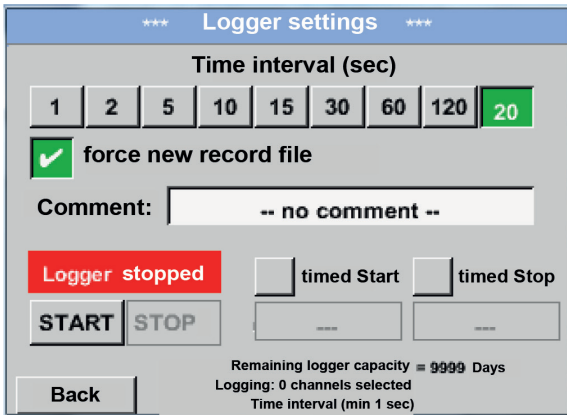 *** Logger settings ***
Time interval (sec)
1 2 5 10 15 30 60 120 20
force new record file
Comment: -- no comment --
Logger stopped
timed Start timed Stop
START STOP --- ---
Remaining logger capacity = 9999 Days
Logging: 0 channels selected
Back
Time interval (min 1 sec)